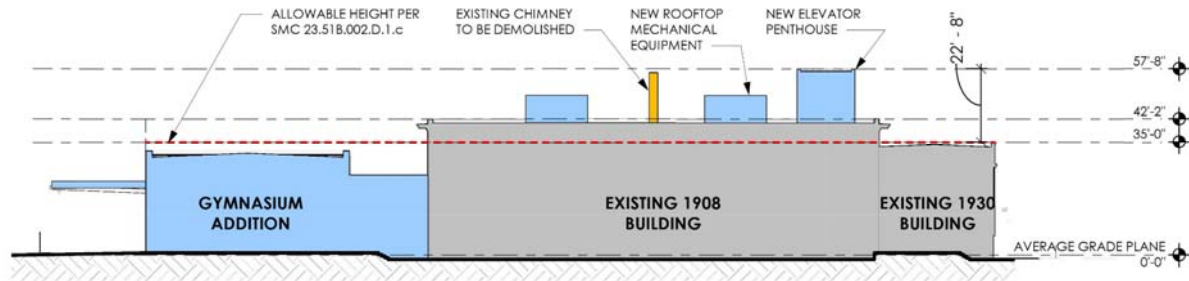 ALLOWABLE HEIGHT PER
SMC 23.51B.002.D.1.c
EXISTING CHIMNEY
TO BE DEMOLISHED
NEW ROOFTOP
MECHANICAL
EQUIPMENT
NEW ELEVATOR
PENTHOUSE
22' - 8"
57'-8"
42'-2"
35'-0"
GYMNASIUM
ADDITION
EXISTING 1908
BUILDING
EXISTING 1930
BUILDING
AVERAGE GRADE PLANE
0'-0"